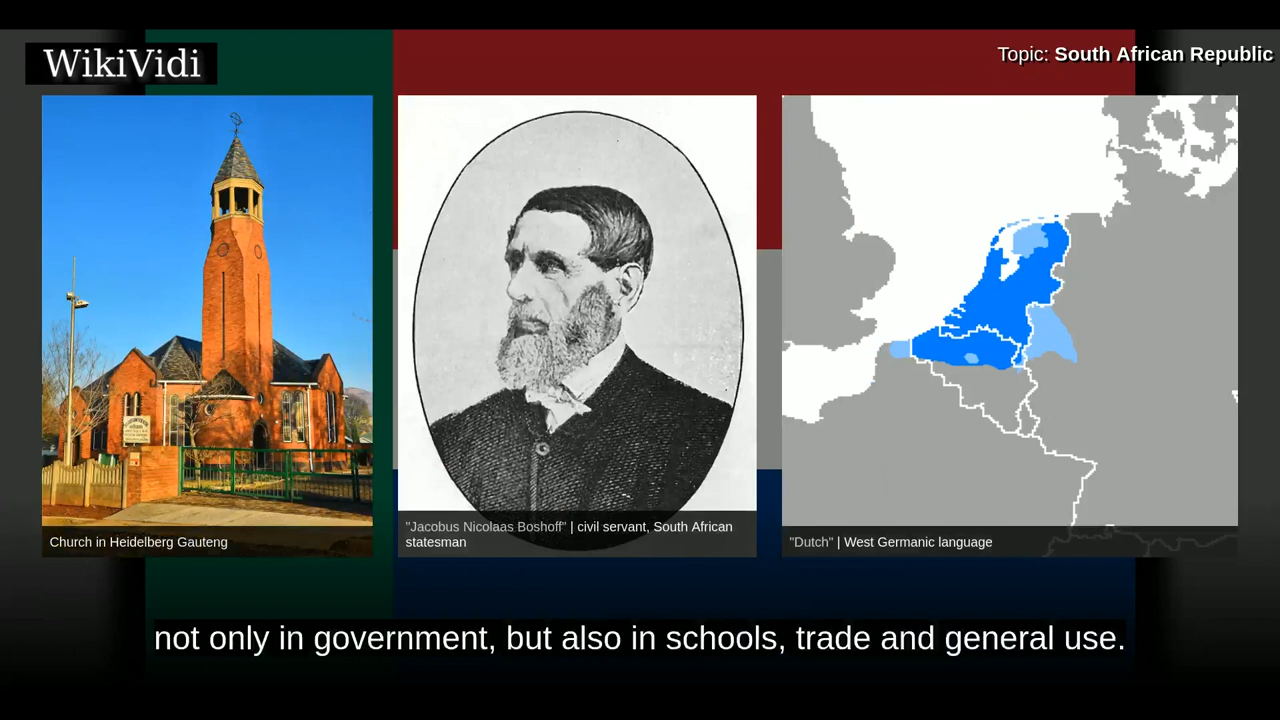 WikiVidi
Topic: South African Republic
Church in Heidelberg Gauteng
"Jacobus Nicolaas Boshoff" | civil servant, South African
statesman
"Dutch" | West Germanic language
not only in government, but also in schools, trade and general use.